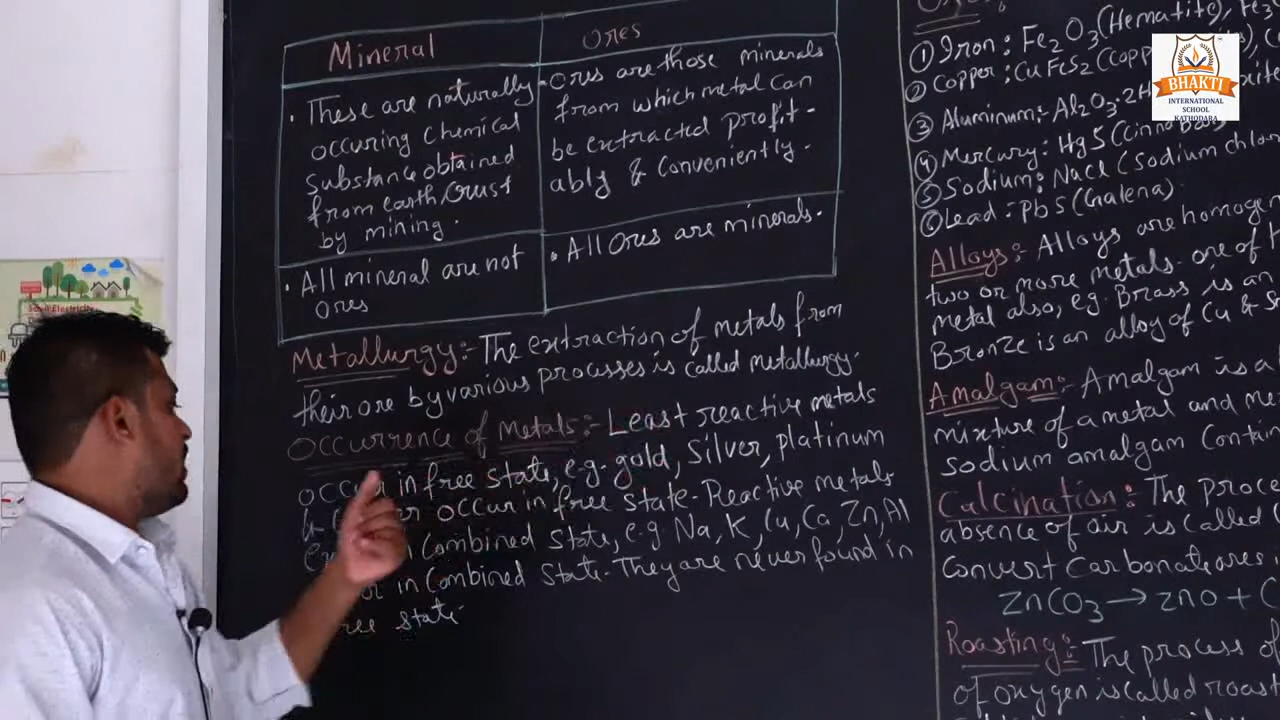 Mineral
Ores
• These are naturally
occuring chemical
substance obtained
from earth crust
by mining.
• Ores are those minerals
from which metal can
be extracted profit-
ably & conveniently.
• All mineral are not
Ores
• All Ores are minerals.
Metallurgy:- The extraction of metals from
their ore by various processes is called metallurgy.
Occurrence of Metals:- Least reactive metals
occur in free state, e.g. gold, silver, platinum
& occur in free state. Reactive metals
in Combined state, e.g Na, K, Cu, Ca, Zn, Al
in Combined state. They are never found in
free state.
① Iron: Fe2O3 (Hematite), Fe3
② Copper: CuFeS2 (Copp
③ Aluminum: Al2O3·2H
④ Mercury: HgS (cinnabar)
⑤ Sodium: NaCl (Sodium chlor
⑥ Lead: PbS (Galena).
Alloys:- Alloys are homogen
two or more metals. one of
metal also, e.g. Brass is an
Bronze is an alloy of Cu & S
Amalgam:- Amalgam is a
mixture of a metal and me
sodium amalgam Contain
Calcination:- The proce
absence of air is called
Convert Carbonate ores i
ZnCO3 → ZnO + C
Roasting:- The process of
of oxygen is called roast
BHAKTI
INTERNATIONAL
SCHOOL
KATHODARA